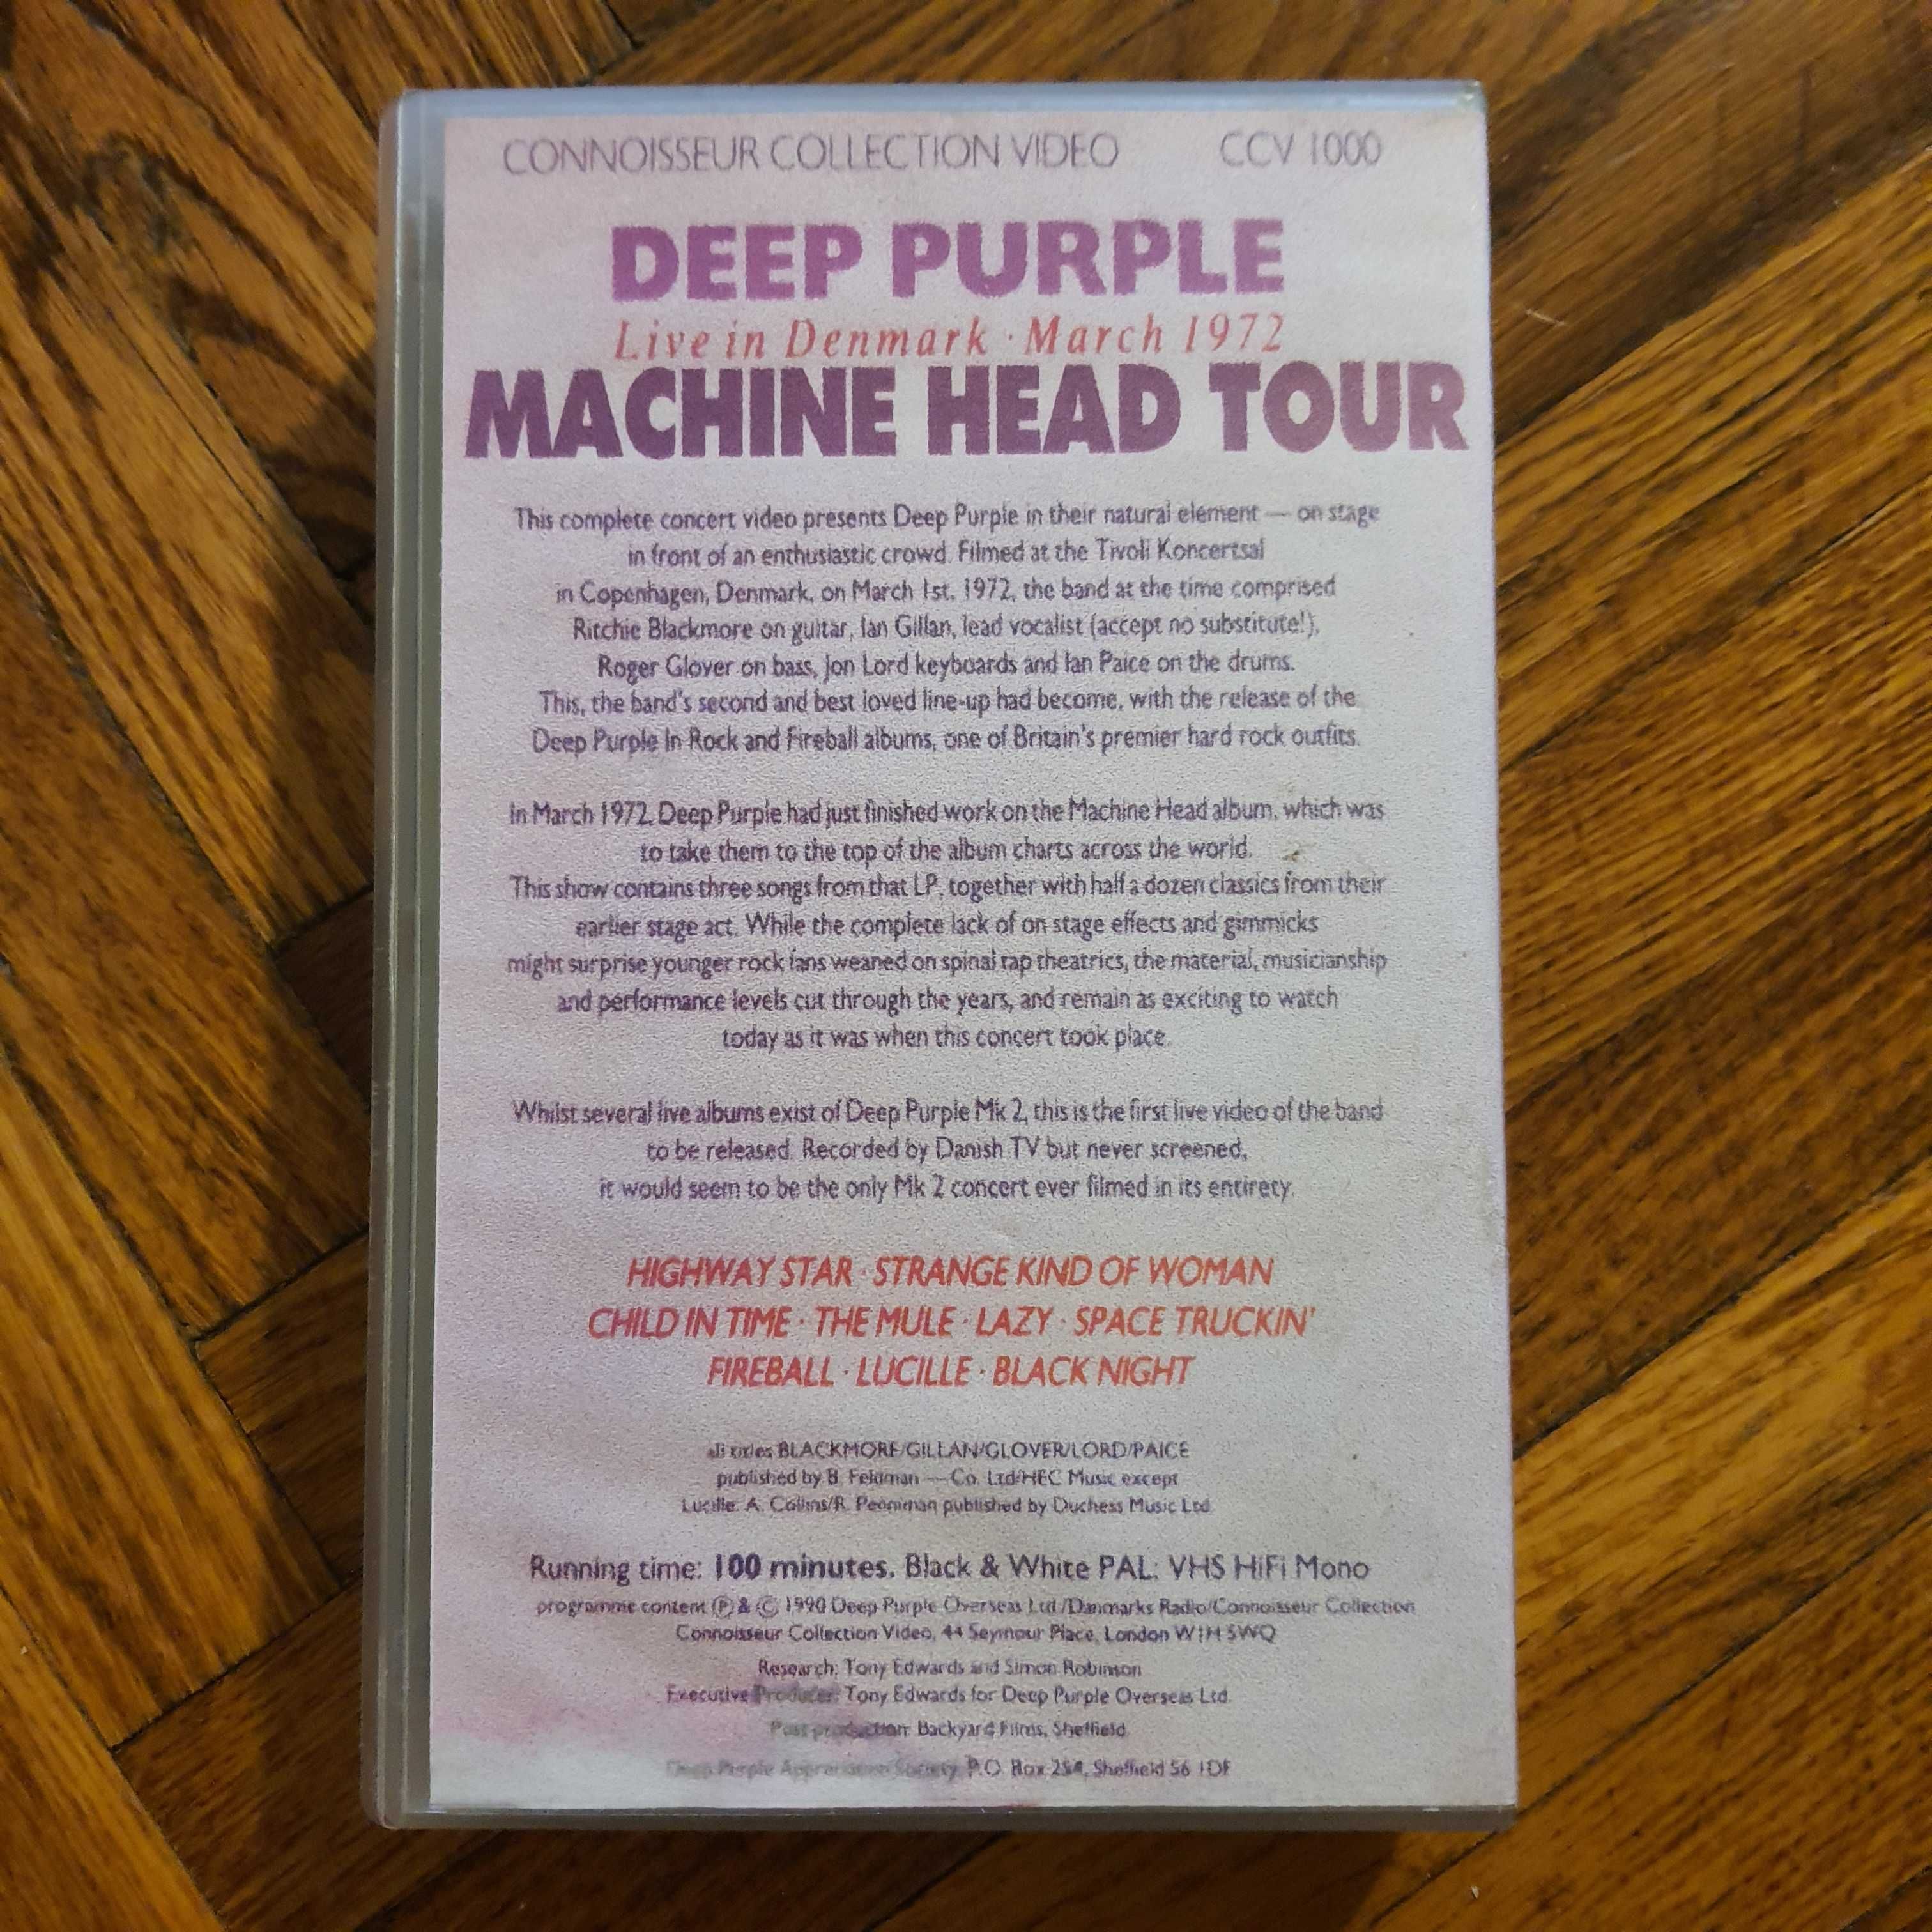 CONNOISSEUR COLLECTION VIDEO CCV 1000
DEEP PURPLE
Live in Denmark · March 1972
MACHINE HEAD TOUR
This complete concert video presents Deep Purple in their natural element — on stage
in front of an enthusiastic crowd. Filmed at the Tivoli Koncertsal
in Copenhagen, Denmark, on March 1st, 1972, the band at the time comprised
Ritchie Blackmore on guitar, Ian Gillan, lead vocalist (accept no substitute!),
Roger Glover on bass, Jon Lord keyboards and Ian Paice on the drums.
This, the band's second and best loved line-up had become, with the release of the
Deep Purple In Rock and Fireball albums, one of Britain's premier hard rock outfits.
In March 1972, Deep Purple had just finished work on the Machine Head album, which was
to take them to the top of the album charts across the world.
This show contains three songs from that LP, together with half a dozen classics from their
earlier stage act. While the complete lack of on stage effects and gimmicks
might surprise younger rock fans weaned on spinal tap theatrics, the material, musicianship
and performance levels cut through the years, and remain as exciting to watch
today as it was when this concert took place.
Whilst several live albums exist of Deep Purple Mk 2, this is the first live video of the band
to be released. Recorded by Danish TV but never screened,
it would seem to be the only Mk 2 concert ever filmed in its entirety.
HIGHWAY STAR · STRANGE KIND OF WOMAN
CHILD IN TIME · THE MULE · LAZY · SPACE TRUCKIN'
FIREBALL · LUCILLE · BLACK NIGHT
all titles BLACKMORE/GILLAN/GLOVER/LORD/PAICE
published by B. Feldman — Co. Ltd/HEC Music except
Lucille: A. Collins/R. Penniman published by Duchess Music Ltd.
Running time: 100 minutes. Black & White PAL: VHS HiFi Mono
programme content Ⓟ & © 1990 Deep Purple Overseas Ltd./Danmarks Radio/Connoisseur Collection
Connoisseur Collection Video, 44 Seymour Place, London W1H 5WQ
Research: Tony Edwards and Simon Robinson
Executive Producer: Tony Edwards for Deep Purple Overseas Ltd.
Post production: Backyard Films, Sheffield
Deep Purple Appreciation Society, P.O. Box 254, Sheffield S6 1DF